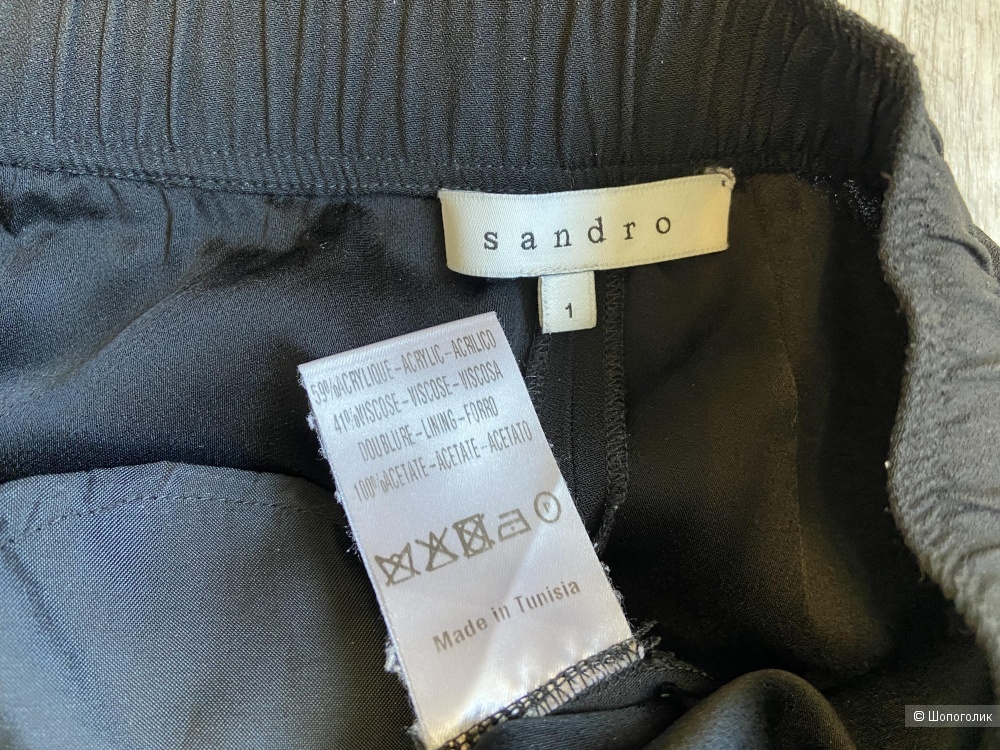 sandro
1
59%ACRYLIQUE-ACRYLIC-ACRILICO
41%VISCOSE-VISCOSE-VISCOSA
DOUBLURE-LINING-FORRO
100%ACETATE-ACETATE-ACETATO
Made in Tunisia
© Шопоголик